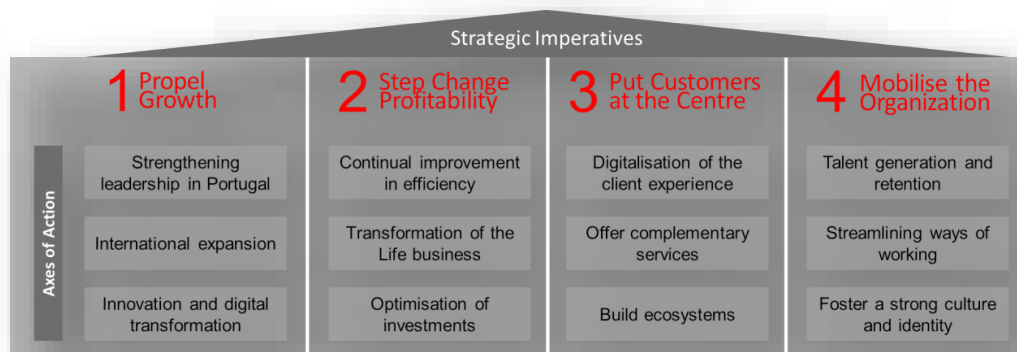 Strategic Imperatives
1 Propel
Growth
2 Step Change
Profitability
3 Put Customers
at the Centre
4 Mobilise the
Organization
Axes of Action
Strengthening
leadership in Portugal
International expansion
Innovation and digital
transformation
Continual improvement
in efficiency
Transformation of the
Life business
Optimisation of
investments
Digitalisation of the
client experience
Offer complementary
services
Build ecosystems
Talent generation and
retention
Streamlining ways of
working
Foster a strong culture
and identity